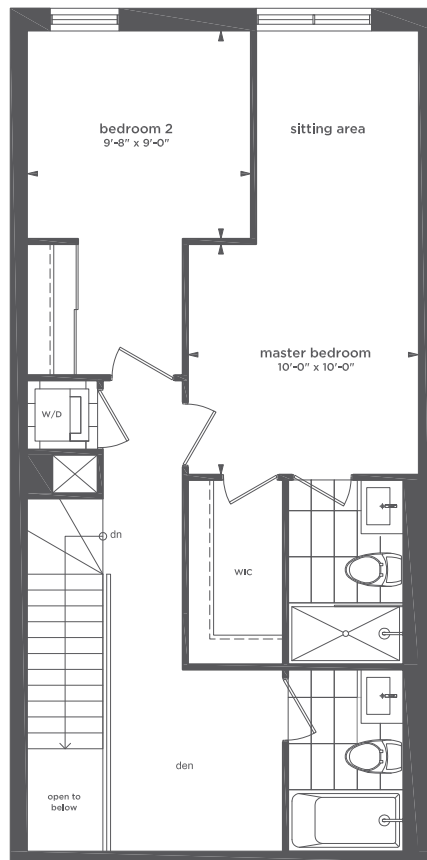 bedroom 2
9'-8" x 9'-0"
sitting area
master bedroom
10'-0" x 10'-0"
W/D
dn
WIC
den
open to
below